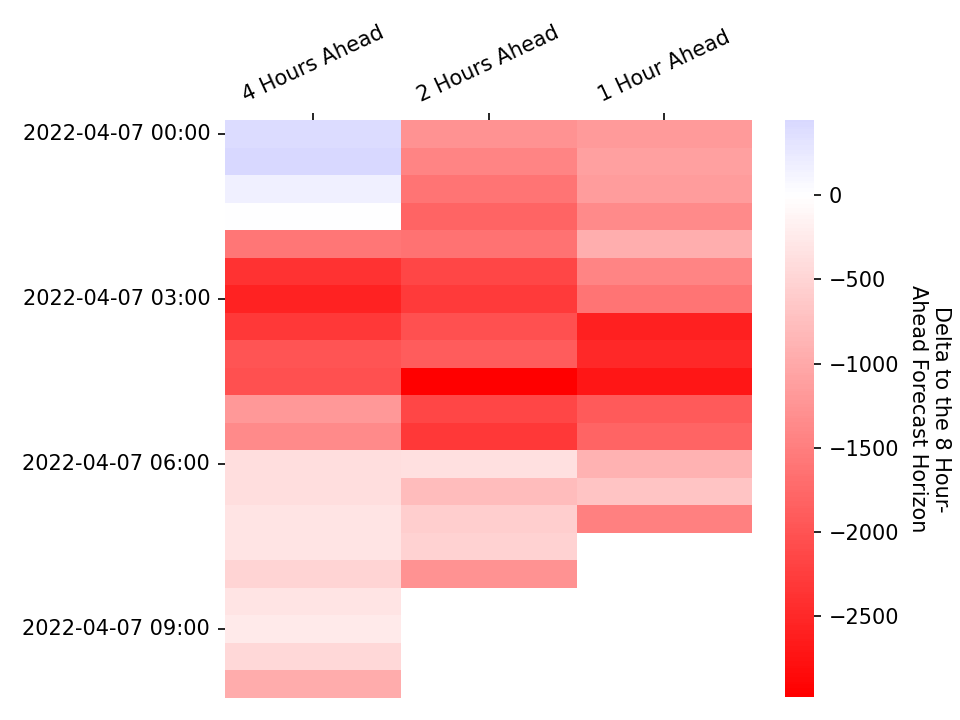 4 Hours Ahead
2 Hours Ahead
1 Hour Ahead
2022-04-07 00:00
2022-04-07 03:00
2022-04-07 06:00
2022-04-07 09:00
0
−500
−1000
−1500
−2000
−2500
Delta to the 8 Hour-
Ahead Forecast Horizon